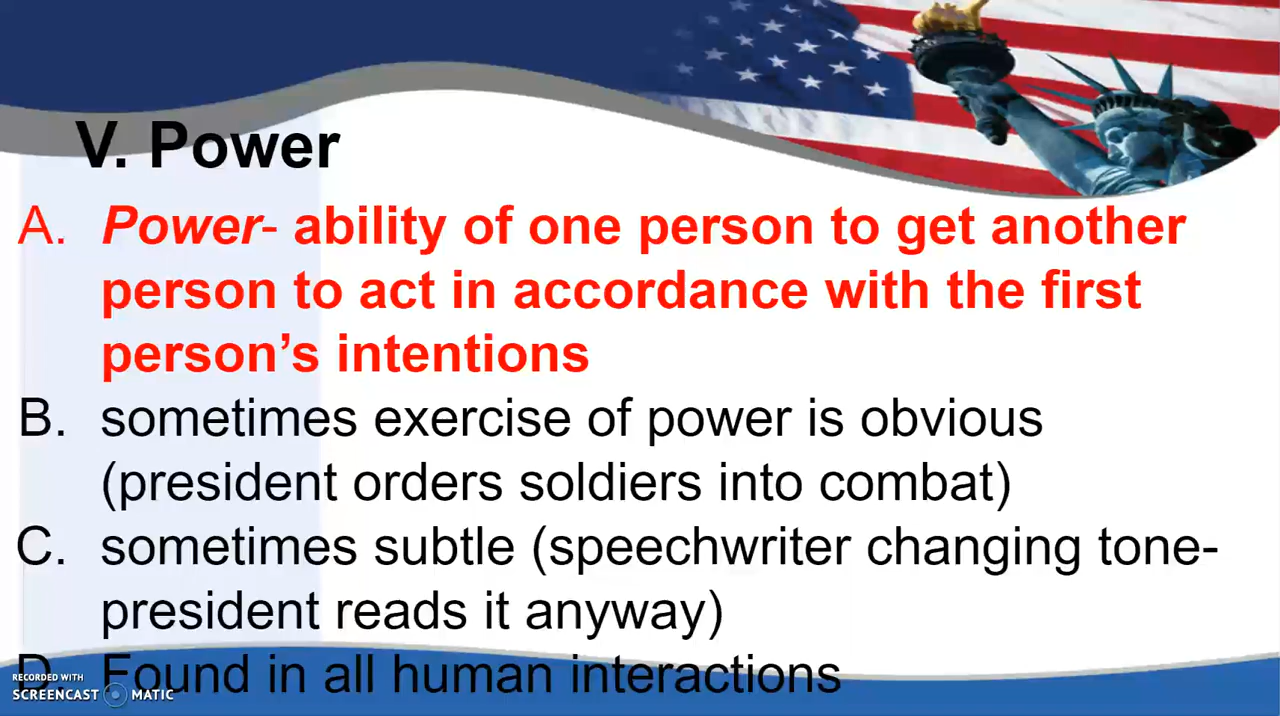 V. Power
A. Power- ability of one person to get another
person to act in accordance with the first
person’s intentions
B. sometimes exercise of power is obvious
(president orders soldiers into combat)
C. sometimes subtle (speechwriter changing tone-
president reads it anyway)
D. Found in all human interactions
RECORDED WITH
SCREENCAST MATIC